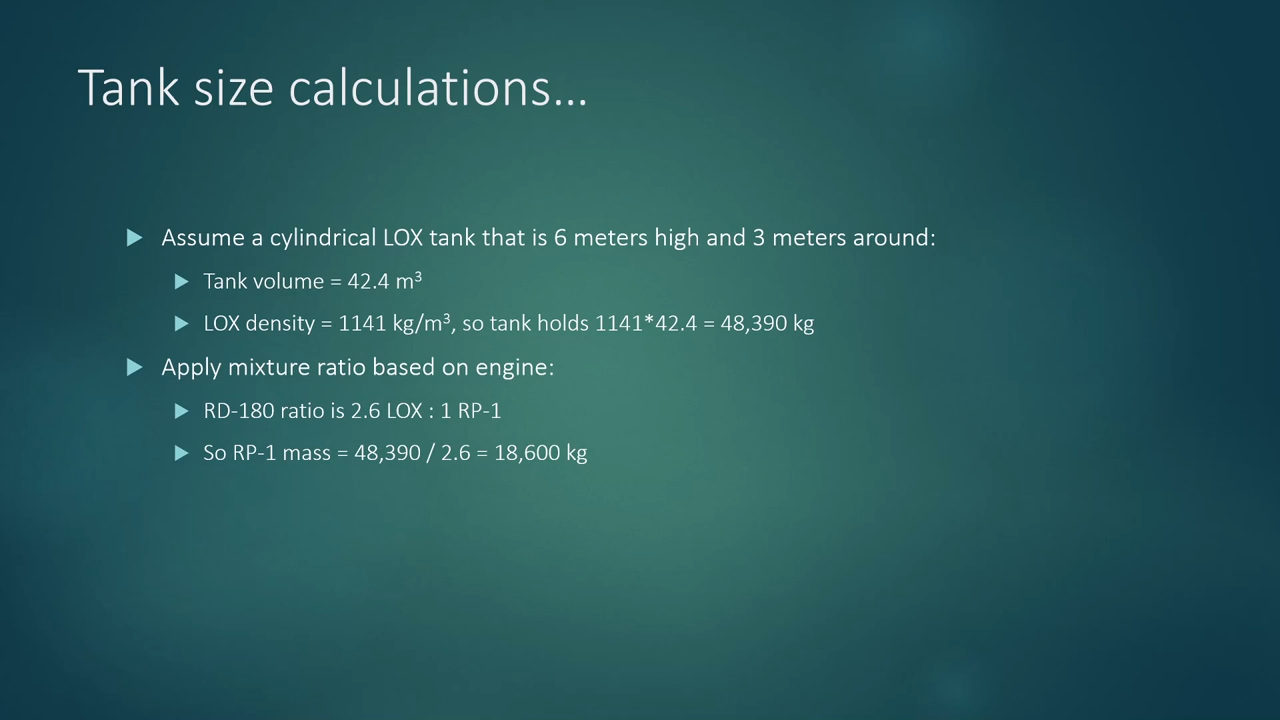 Tank size calculations...
Assume a cylindrical LOX tank that is 6 meters high and 3 meters around:
Tank volume = 42.4 m³
LOX density = 1141 kg/m³, so tank holds 1141*42.4 = 48,390 kg
Apply mixture ratio based on engine:
RD-180 ratio is 2.6 LOX : 1 RP-1
So RP-1 mass = 48,390 / 2.6 = 18,600 kg